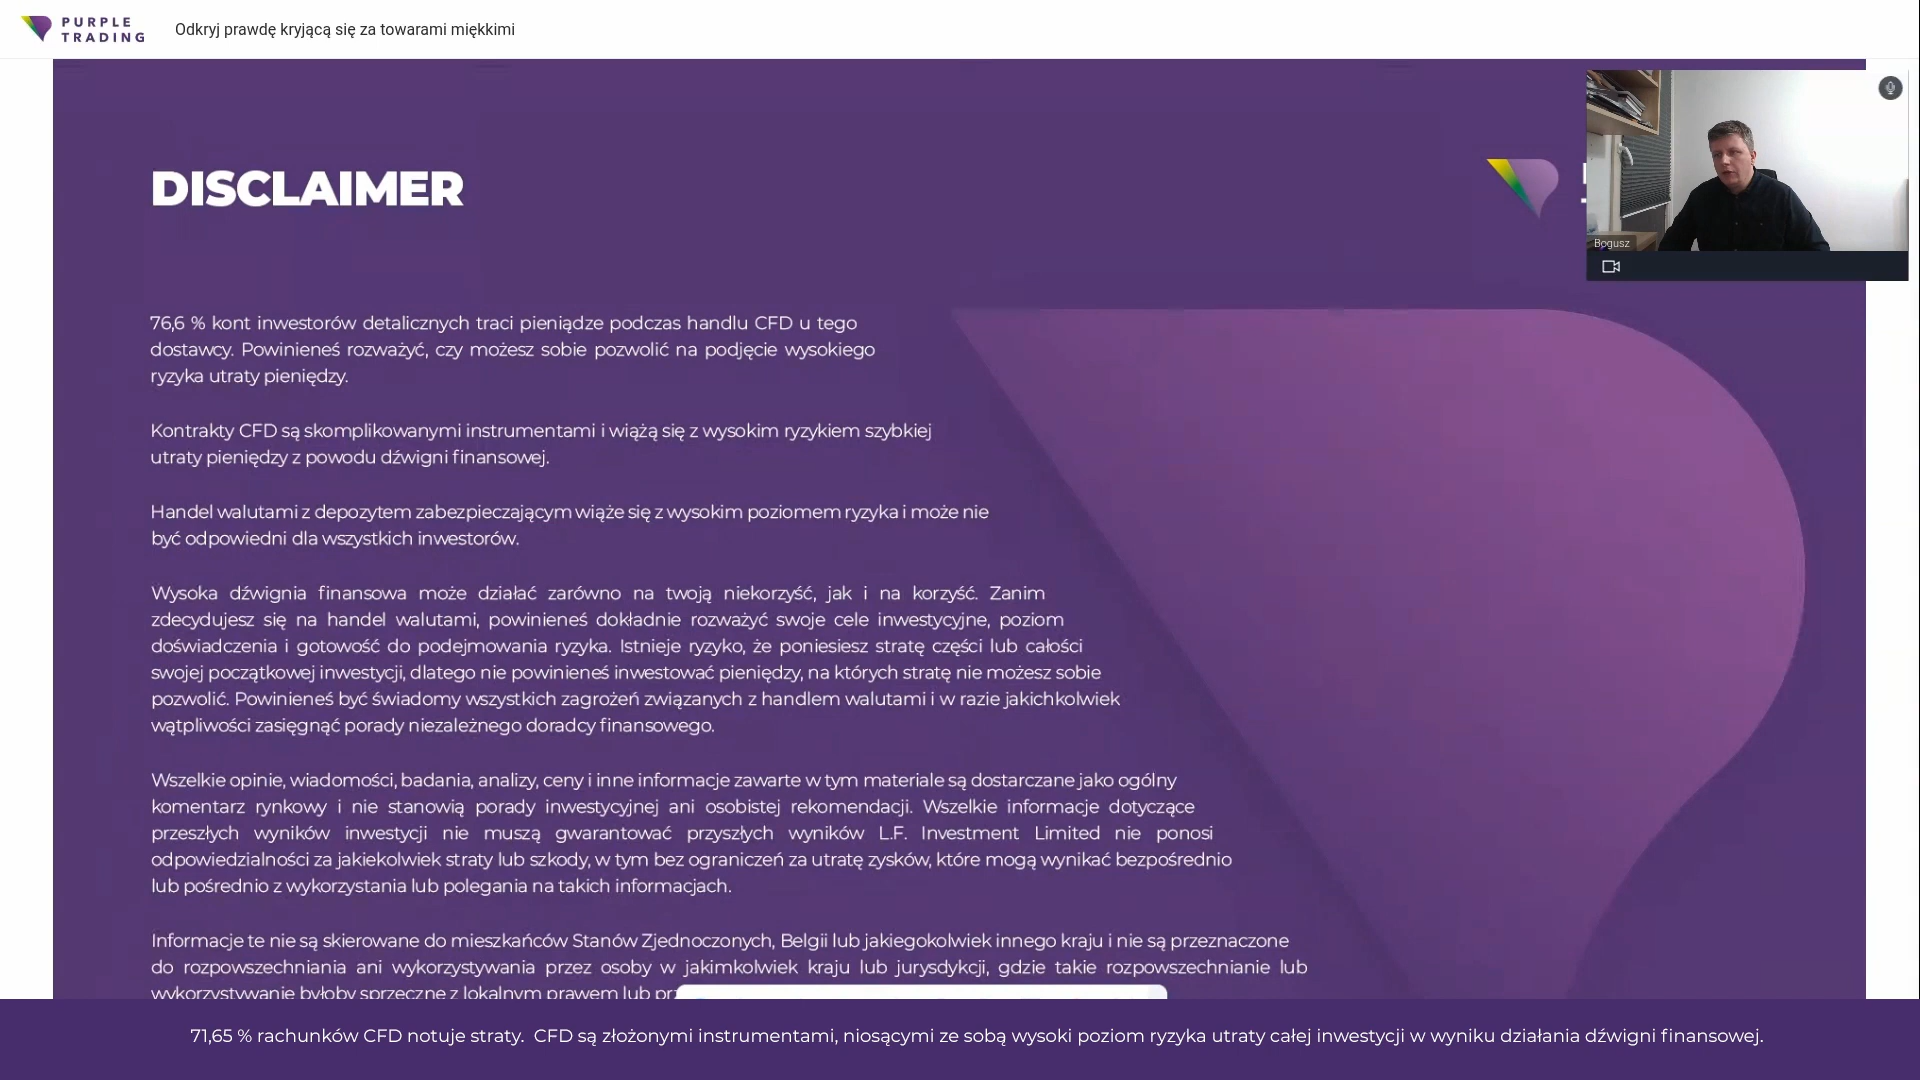 PURPLE
TRADING
Odkryj prawdę kryjącą się za towarami miękkimi
DISCLAIMER
Bogusz
76,6 % kont inwestorów detalicznych traci pieniądze podczas handlu CFD u tego
dostawcy. Powinieneś rozważyć, czy możesz sobie pozwolić na podjęcie wysokiego
ryzyka utraty pieniędzy.
Kontrakty CFD są skomplikowanymi instrumentami i wiążą się z wysokim ryzykiem szybkiej
utraty pieniędzy z powodu dźwigni finansowej.
Handel walutami z depozytem zabezpieczającym wiąże się z wysokim poziomem ryzyka i może nie
być odpowiedni dla wszystkich inwestorów.
Wysoka dźwignia finansowa może działać zarówno na twoją niekorzyść, jak i na korzyść. Zanim
zdecydujesz się na handel walutami, powinieneś dokładnie rozważyć swoje cele inwestycyjne, poziom
doświadczenia i gotowość do podejmowania ryzyka. Istnieje ryzyko, że poniesiesz stratę części lub całości
swojej początkowej inwestycji, dlatego nie powinieneś inwestować pieniędzy, na których stratę nie możesz sobie
pozwolić. Powinieneś być świadomy wszystkich zagrożeń związanych z handlem walutami i w razie jakichkolwiek
wątpliwości zasięgnąć porady niezależnego doradcy finansowego.
Wszelkie opinie, wiadomości, badania, analizy, ceny i inne informacje zawarte w tym materiale są dostarczane jako ogólny
komentarz rynkowy i nie stanowią porady inwestycyjnej ani osobistej rekomendacji. Wszelkie informacje dotyczące
przeszłych wyników inwestycji nie muszą gwarantować przyszłych wyników L.F. Investment Limited nie ponosi
odpowiedzialności za jakiekolwiek straty lub szkody, w tym bez ograniczeń za utratę zysków, które mogą wynikać bezpośrednio
lub pośrednio z wykorzystania lub polegania na takich informacjach.
Informacje te nie są skierowane do mieszkańców Stanów Zjednoczonych, Belgii lub jakiegokolwiek innego kraju i nie są przeznaczone
do rozpowszechniania ani wykorzystywania przez osoby w jakimkolwiek kraju lub jurysdykcji, gdzie takie rozpowszechnianie lub
wykorzystywanie byłoby sprzeczne z lokalnym prawem lub
71,65 % rachunków CFD notuje straty. CFD są złożonymi instrumentami, niosącymi ze sobą wysoki poziom ryzyka utraty całej inwestycji w wyniku działania dźwigni finansowej.